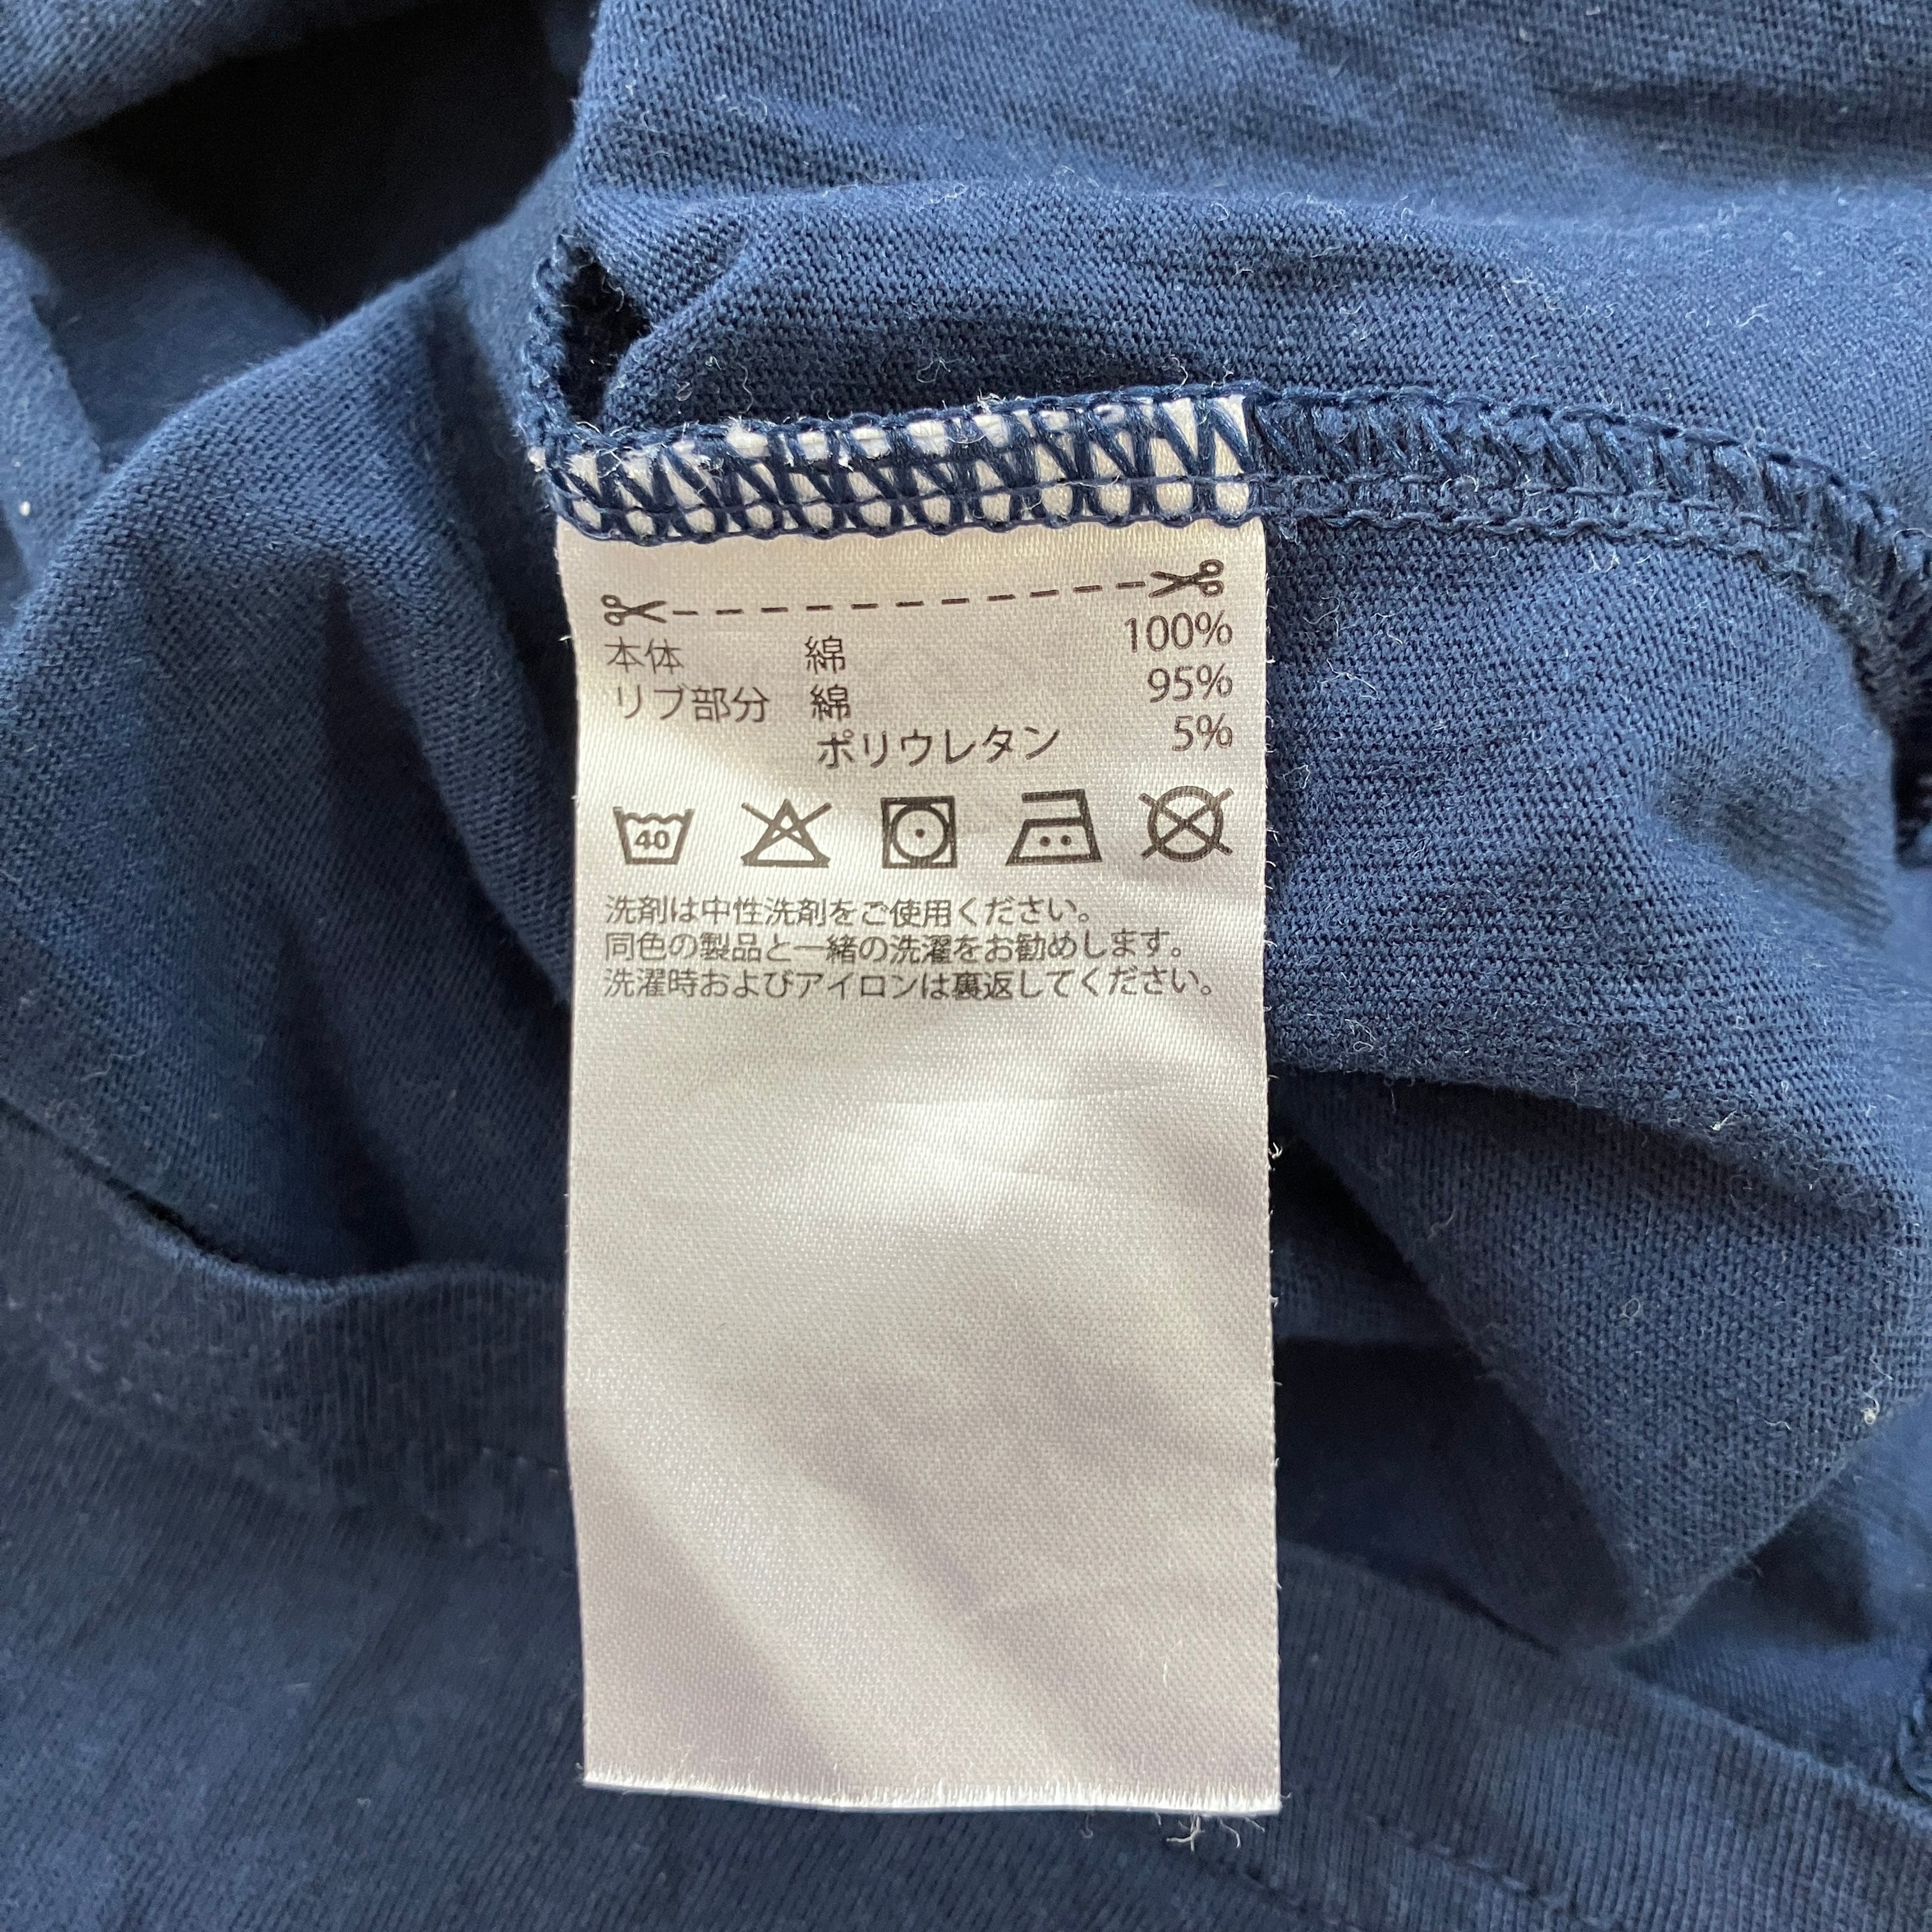 本体 綿 100%
リブ部分 綿 95%
ポリウレタン 5%
40
洗剤は中性洗剤をご使用ください。
同色の製品と一緒の洗濯をお勧めします。
洗濯時およびアイロンは裏返してください。